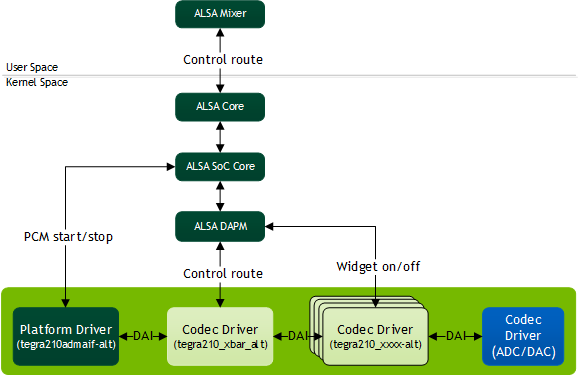 ALSA Mixer
Control route
User Space
Kernel Space
ALSA Core
ALSA SoC Core
PCM start/stop
ALSA DAPM
Control route
Widget on/off
Platform Driver
(tegra210admaif-alt)
DAI
Codec Driver
(tegra210_xbar_alt)
DAI
Codec Driver
(tegra210_xxxx-alt)
DAI
Codec
Driver
(ADC/DAC)